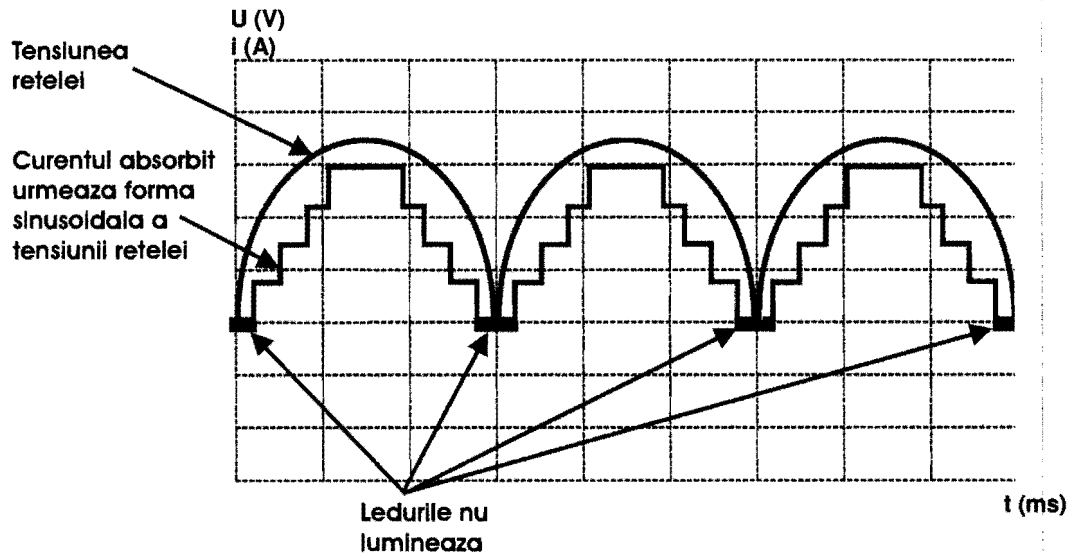 U (V)
I (A)
Tensiunea
retelei
Curentul absorbit
urmeaza forma
sinusoidala a
tensiunii retelei
t (ms)
Ledurile nu
lumineaza